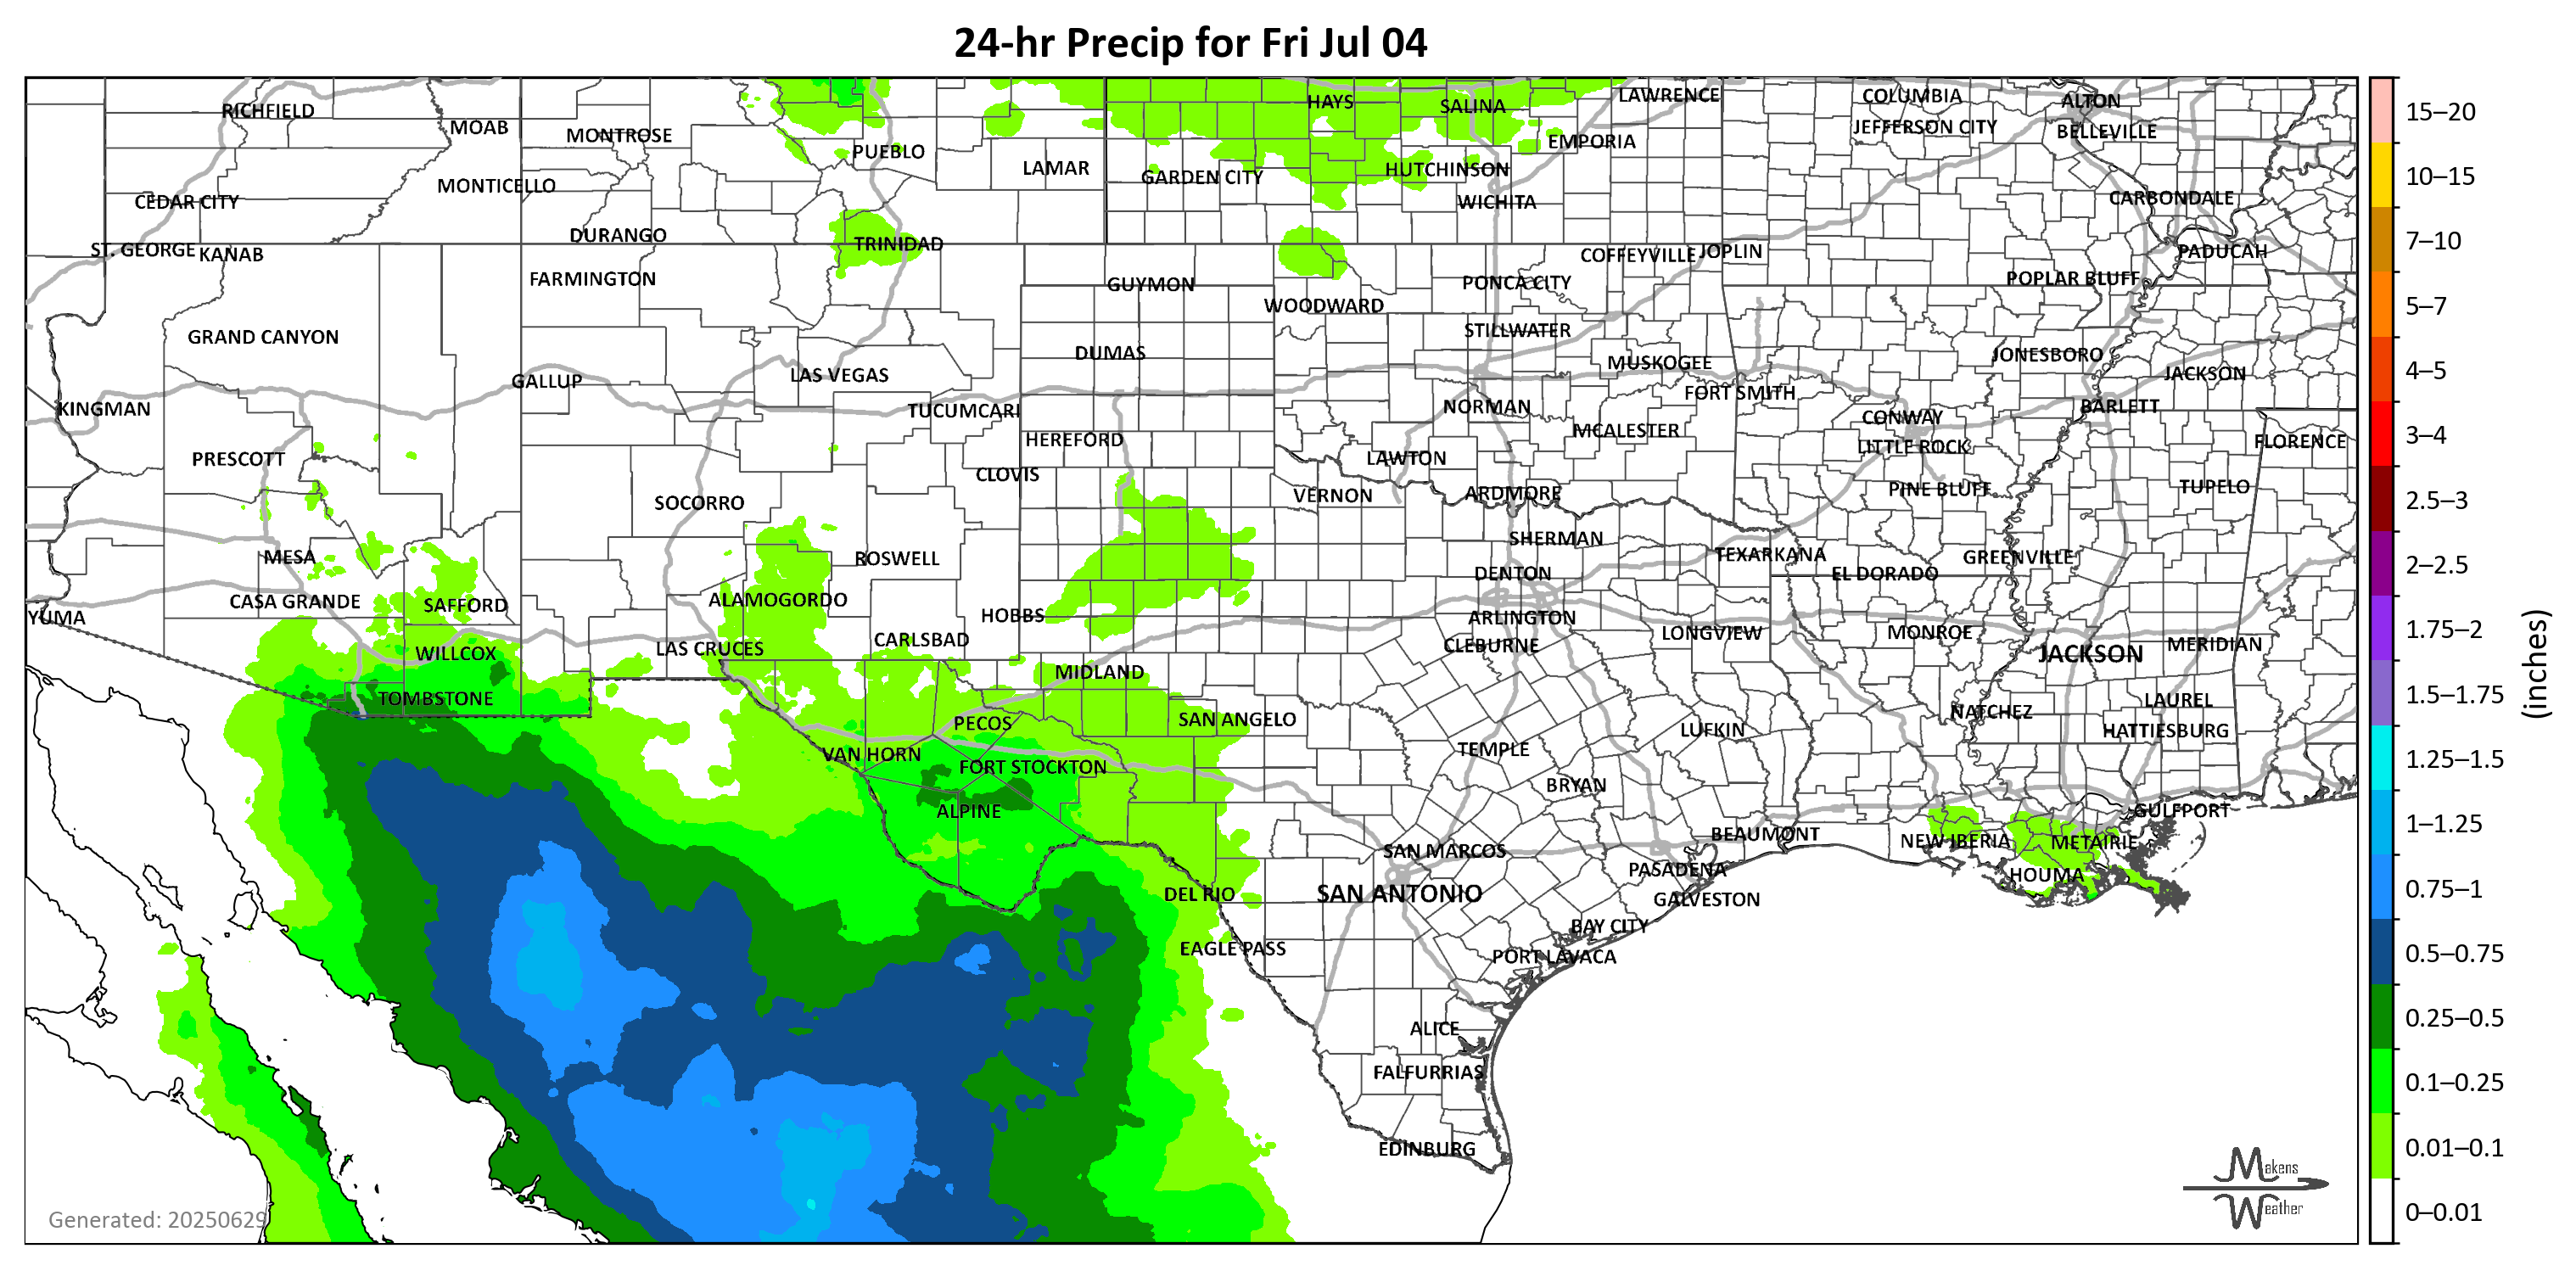 24-hr Precip for Fri Jul 04
RICHFIELD
MOAB
MONTROSE
PUEBLO
LAMAR
HAYS
SALINA
LAWRENCE
COLUMBIA
ALTON
EMPORIA
JEFFERSON CITY
BELLEVILLE
CEDAR CITY
MONTICELLO
GARDEN CITY
HUTCHINSON
WICHITA
CARBONDALE
ST. GEORGE
KANAB
DURANGO
TRINIDAD
COFFEYVILLE
JOPLIN
PADUCAH
FARMINGTON
GUYMON
WOODWARD
PONCA CITY
POPLAR BLUFF
GRAND CANYON
DUMAS
STILLWATER
MUSKOGEE
JONESBORO
KINGMAN
GALLUP
LAS VEGAS
TUCUMCARI
NORMAN
FORT SMITH
CONWAY
BARLETT
JACKSON
PRESCOTT
HEREFORD
CLOVIS
LAWTON
MCALESTER
LITTLE ROCK
FLORENCE
SOCORRO
VERNON
ARDMORE
PINE BLUFF
TUPELO
MESA
ROSWELL
SHERMAN
TEXARKANA
GREENVILLE
DENTON
EL DORADO
YUMA
CASA GRANDE
SAFFORD
ALAMOGORDO
HOBBS
ARLINGTON
WILLCOX
LAS CRUCES
CARLSBAD
CLEBURNE
LONGVIEW
MONROE
JACKSON
MERIDIAN
TOMBSTONE
MIDLAND
PECOS
SAN ANGELO
LUFKIN
NATCHEZ
LAUREL
HATTIESBURG
VAN HORN
FORT STOCKTON
TEMPLE
BRYAN
ALPINE
GULFPORT
BEAUMONT
NEW IBERIA
METAIRIE
SAN MARCOS
PASADENA
HOUMA
DEL RIO
SAN ANTONIO
GALVESTON
EAGLE PASS
BAY CITY
PORT LAVACA
ALICE
FALFURRIAS
EDINBURG
Generated: 20250629
Makens
Weather
15–20
10–15
7–10
5–7
4–5
3–4
2.5–3
2–2.5
1.75–2
1.5–1.75
1.25–1.5
1–1.25
0.75–1
0.5–0.75
0.25–0.5
0.1–0.25
0.01–0.1
0–0.01
(inches)